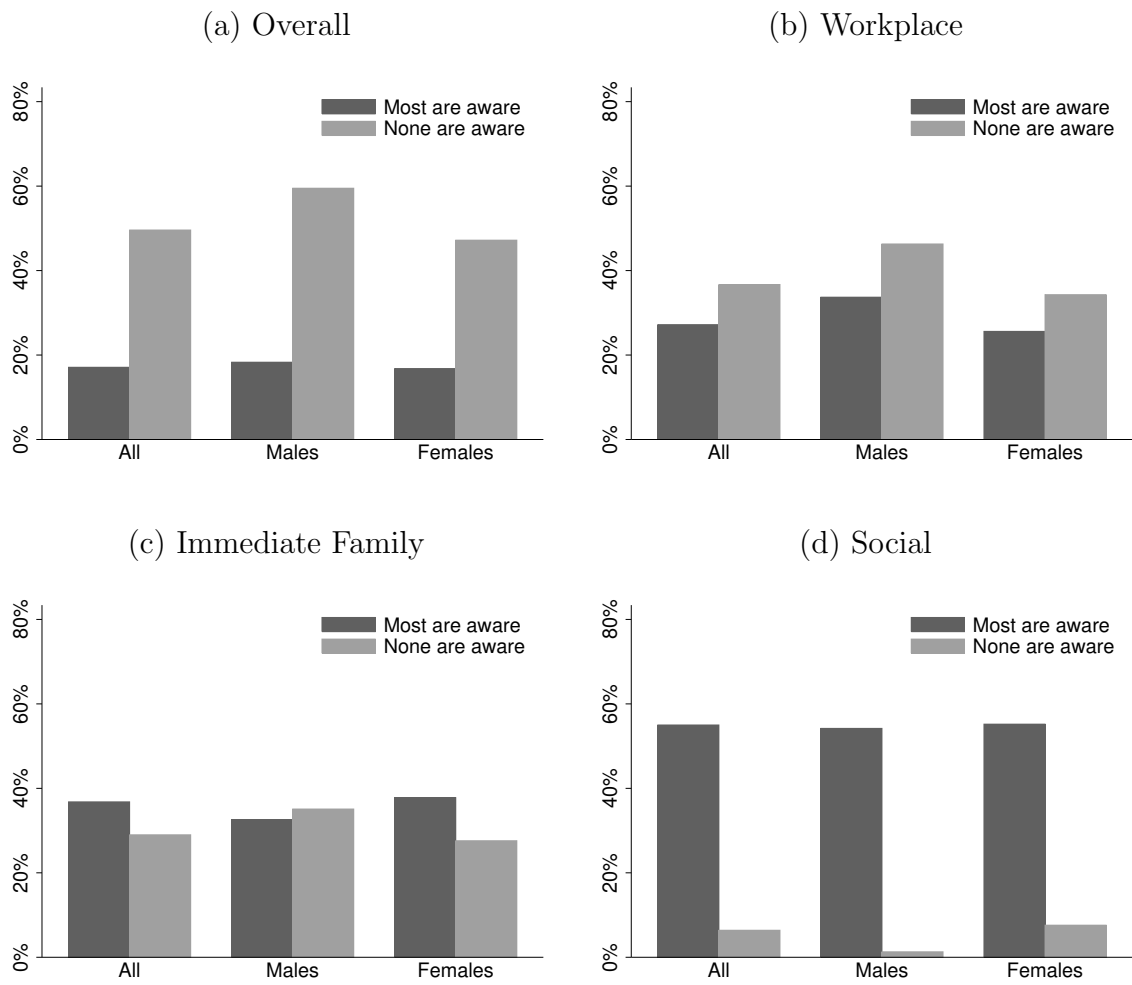 (a) Overall
80%
60%
40%
20%
0%
Most are aware
None are aware
All
Males
Females
(b) Workplace
80%
60%
40%
20%
0%
Most are aware
None are aware
All
Males
Females
(c) Immediate Family
80%
60%
40%
20%
0%
Most are aware
None are aware
All
Males
Females
(d) Social
80%
60%
40%
20%
0%
Most are aware
None are aware
All
Males
Females